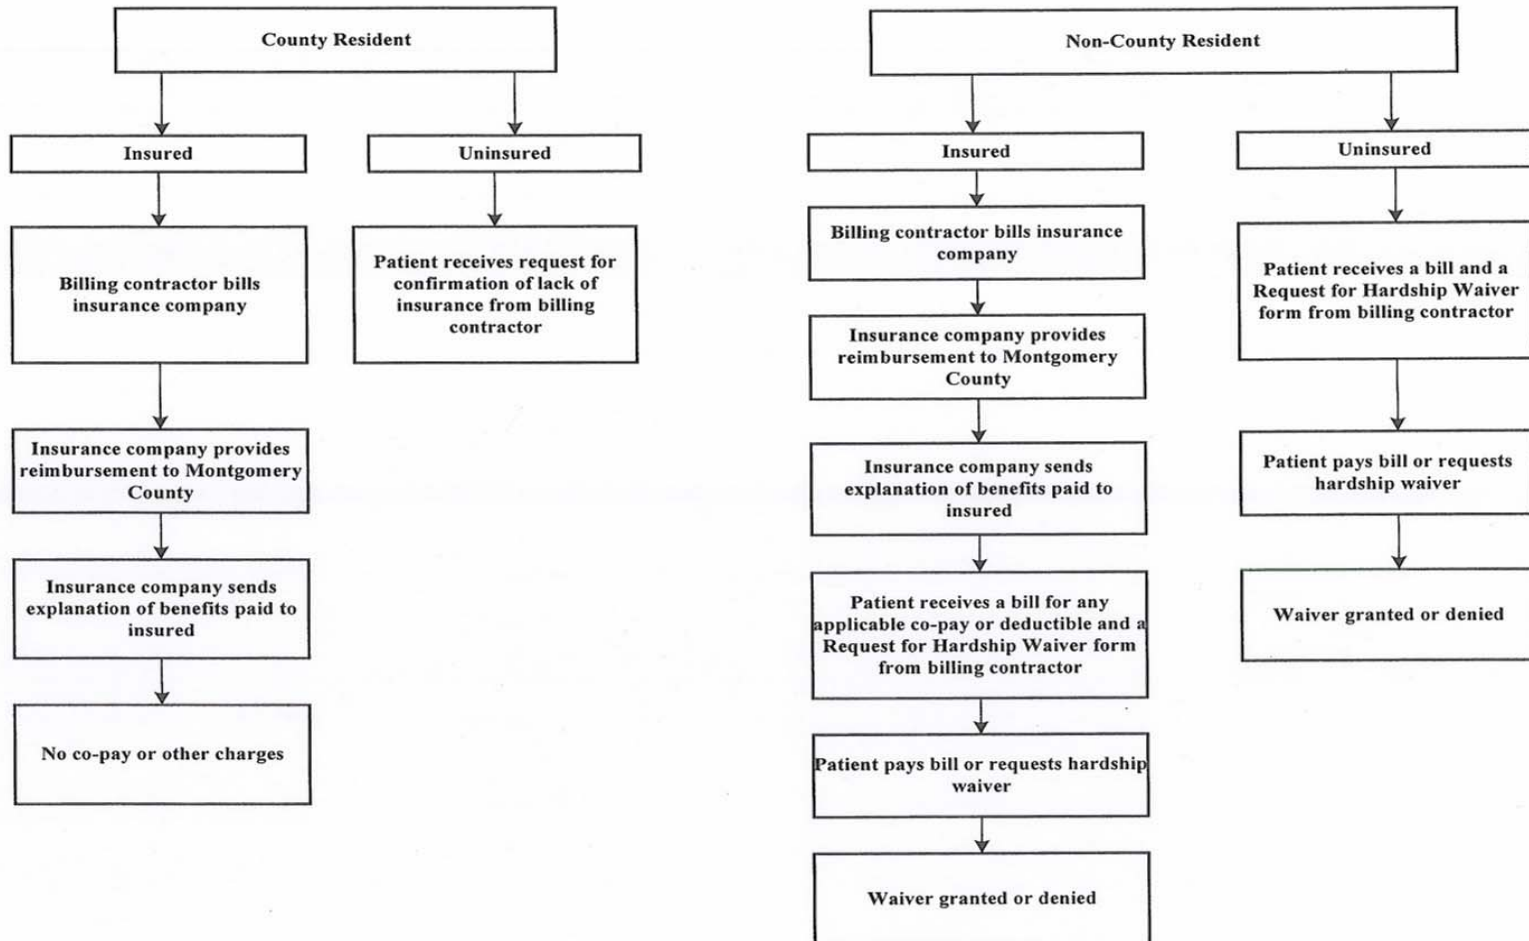 County Resident
Insured
Uninsured
Billing contractor bills
insurance company
Patient receives request for
confirmation of lack of
insurance from billing
contractor
Insurance company provides
reimbursement to Montgomery
County
Insurance company sends
explanation of benefits paid to
insured
No co-pay or other charges
Non-County Resident
Insured
Uninsured
Billing contractor bills insurance
company
Insurance company provides
reimbursement to Montgomery
County
Insurance company sends
explanation of benefits paid to
insured
Patient receives a bill for any
applicable co-pay or deductible and a
Request for Hardship Waiver form
from billing contractor
Patient pays bill or requests hardship
waiver
Waiver granted or denied
Patient receives a bill and a
Request for Hardship Waiver
form from billing contractor
Patient pays bill or requests
hardship waiver
Waiver granted or denied